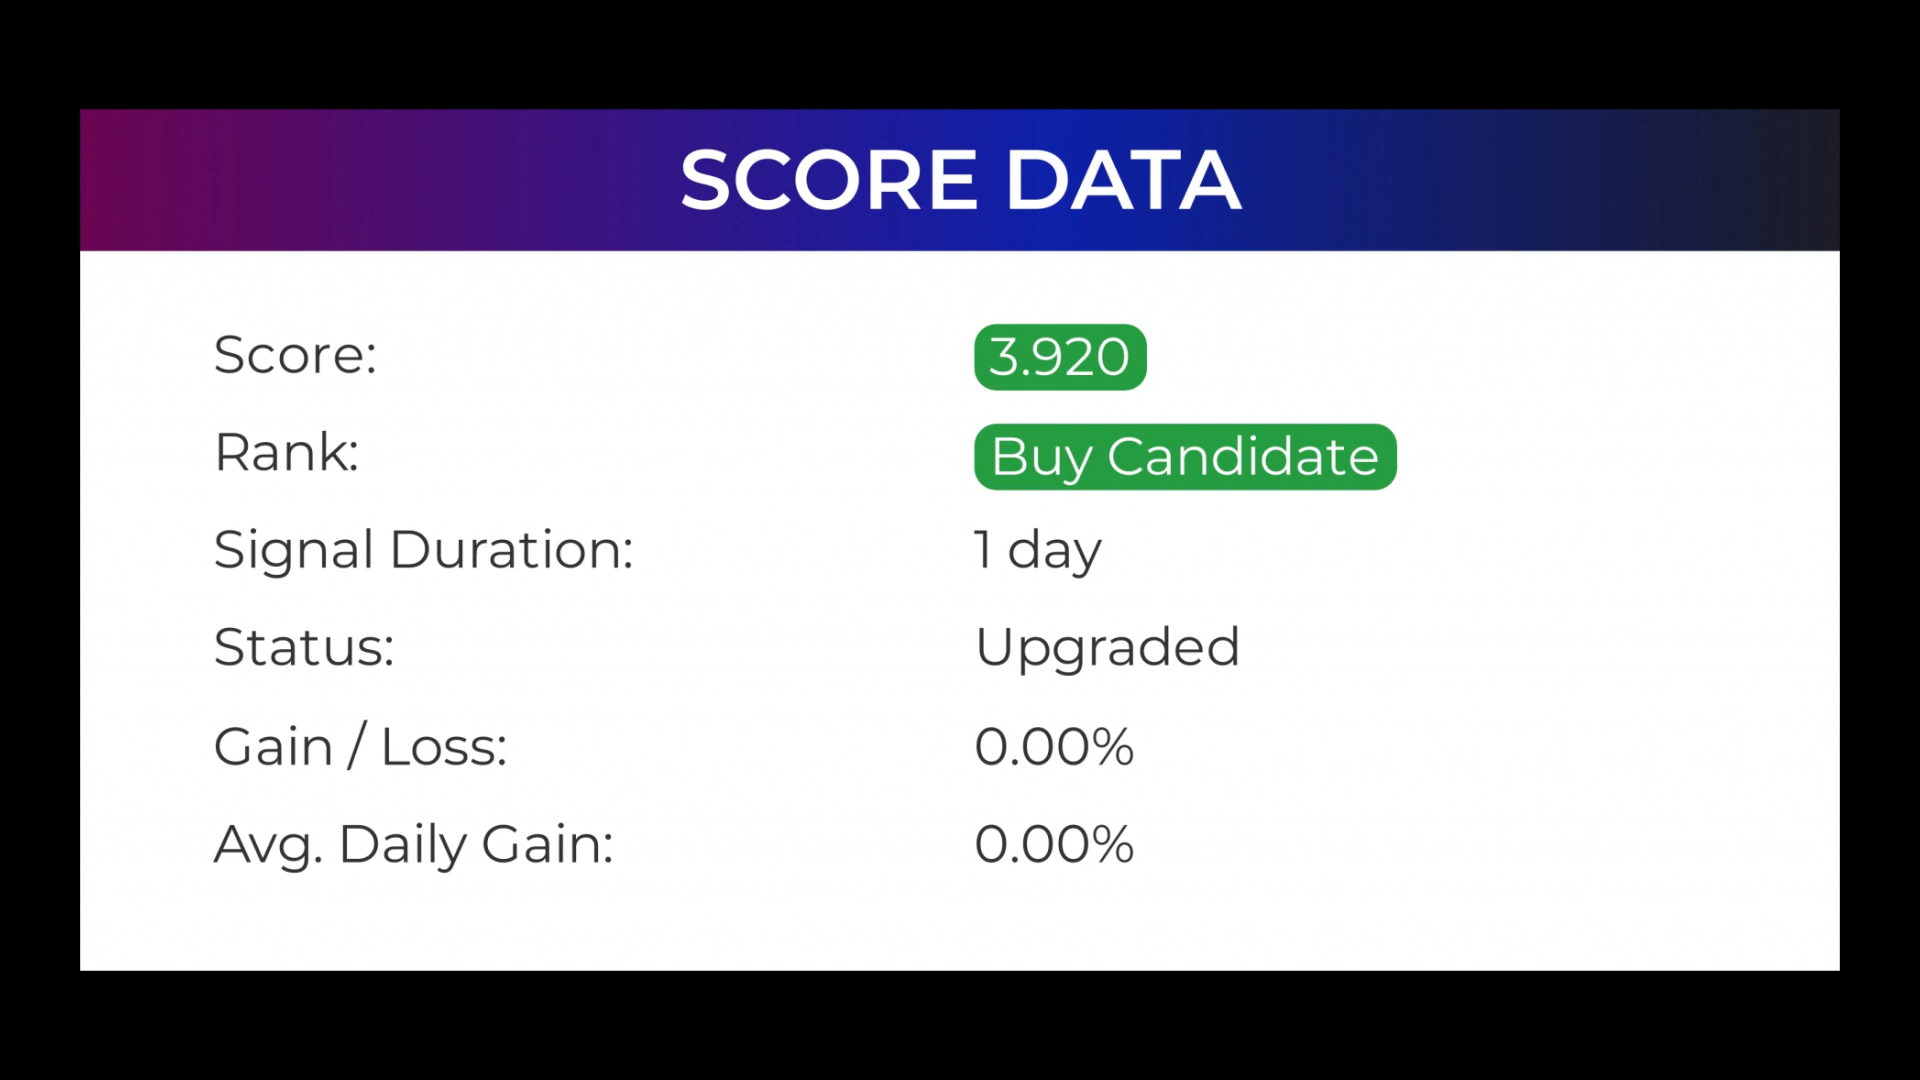 SCORE DATA
Score: 3.920
Rank: Buy Candidate
Signal Duration: 1 day
Status: Upgraded
Gain / Loss: 0.00%
Avg. Daily Gain: 0.00%